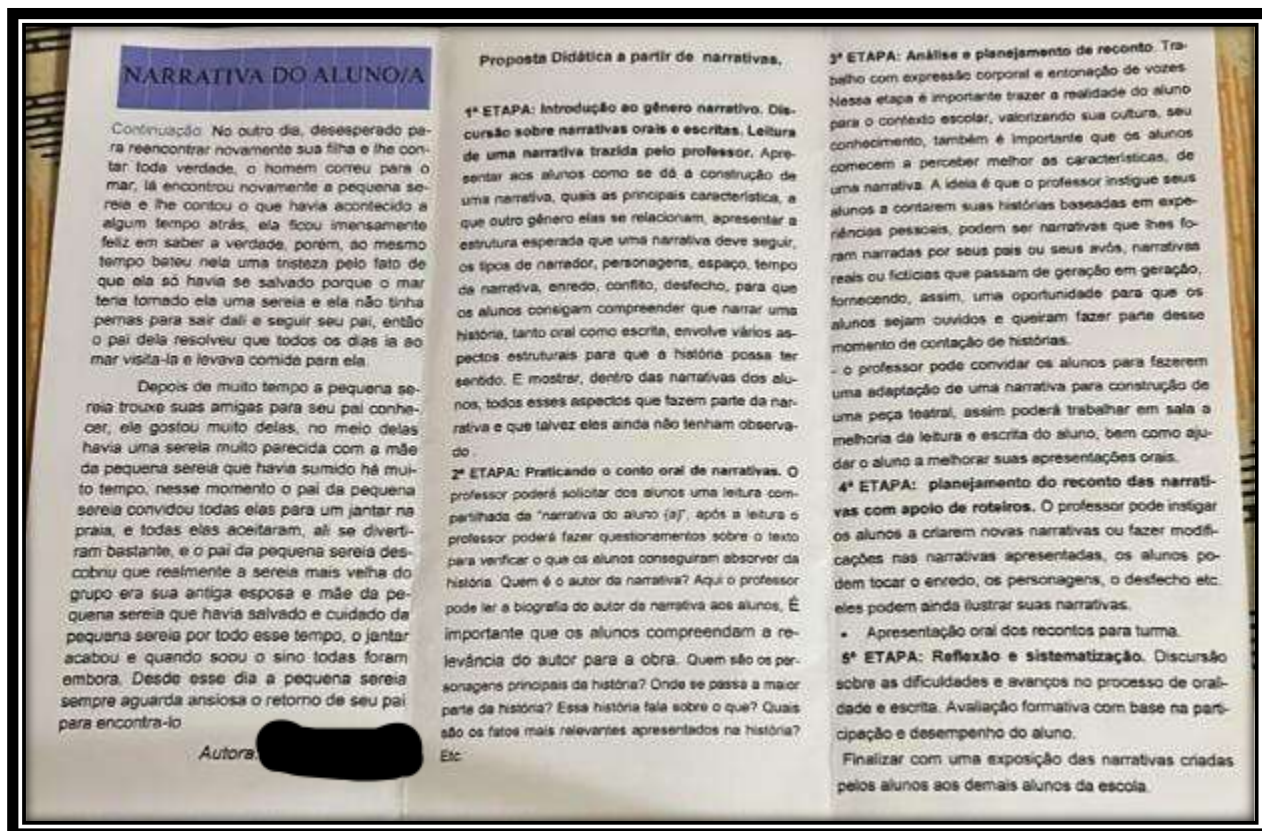 NARRATIVA DO ALUNO/A
Continuação: No outro dia, desesperado pa-
ra reencontrar novamente sua filha e lhe con-
tar toda verdade, o homem correu para o
mar, lá encontrou novamente a pequena se-
reia e lhe contou o que havia acontecido a
algum tempo atrás, ela ficou imensamente
feliz em saber a verdade, porém, ao mesmo
tempo bateu nela uma tristeza pelo fato de
que ela só havia se salvado porque o mar
teria tornado ela uma sereia e ela não tinha
pernas para sair dali e seguir seu pai, então
o pai dela resolveu que todos os dias ia ao
mar visita-la e levava comida para ela.
Depois de muito tempo a pequena se-
reia trouxe suas amigas para seu pai conhe-
cer, ele gostou muito delas, no meio delas
havia uma sereia muito parecida com a mãe
da pequena sereia que havia sumido há mui-
to tempo, nesse momento o pai da pequena
sereia convidou todas elas para um jantar na
praia, e todas elas aceitaram, ali se diverti-
ram bastante, e o pai da pequena sereia des-
cobriu que realmente a sereia mais velha do
grupo era sua antiga esposa e mãe da pe-
quena sereia que havia salvado e cuidado da
pequena sereia por todo esse tempo, o jantar
acabou e quando soou o sino todas foram
embora. Desde esse dia a pequena sereia
sempre aguarda ansiosa o retorno de seu pai
para encontra-lo
Autora:
Proposta Didática a partir de narrativas.
1ª ETAPA: Introdução ao gênero narrativo. Dis-
cursão sobre narrativas orais e escritas. Leitura
de uma narrativa trazida pelo professor. Apre-
sentar aos alunos como se dá a construção de
uma narrativa, quais as principais característica, a
que outro gênero elas se relacionam, apresentar a
estrutura esperada que uma narrativa deve seguir,
os tipos de narrador, personagens, espaço, tempo
da narrativa, enredo, conflito, desfecho, para que
os alunos consigam compreender que narrar uma
história, tanto oral como escrita, envolve vários as-
pectos estruturais para que a história possa ter
sentido. E mostrar, dentro das narrativas dos alu-
nos, todos esses aspectos que fazem parte da nar-
rativa e que talvez eles ainda não tenham observa-
do.
2ª ETAPA: Praticando o conto oral de narrativas. O
professor poderá solicitar dos alunos uma leitura com-
partilhada da "narrativa do aluno (a)", após a leitura o
professor poderá fazer questionamentos sobre o texto
para verificar o que os alunos conseguiram absorver da
história. Quem é o autor da narrativa? Aqui o professor
pode ler a biografia do autor da narrativa aos alunos, É
importante que os alunos compreendam a re-
levância do autor para a obra. Quem são os per-
sonagens principais da história? Onde se passa a maior
parte da história? Essa história fala sobre o que? Quais
são os fatos mais relevantes apresentados na história?
Etc.
3ª ETAPA: Análise e planejamento de reconto. Tra-
balho com expressão corporal e entonação de vozes
Nessa etapa é importante trazer a realidade do aluno
para o contexto escolar, valorizando sua cultura, seu
conhecimento, também é importante que os alunos
comecem a perceber melhor as características, de
uma narrativa. A ideia é que o professor instigue seus
alunos a contarem suas histórias baseadas em expe-
riências pessoais, podem ser narrativas que lhes fo-
ram narradas por seus pais ou seus avós, narrativas
reais ou fictícias que passam de geração em geração,
fornecendo, assim, uma oportunidade para que os
alunos sejam ouvidos e queiram fazer parte desse
momento de contação de histórias.
- o professor pode convidar os alunos para fazerem
uma adaptação de uma narrativa para construção de
uma peça teatral, assim poderá trabalhar em sala a
melhoria da leitura e escrita do aluno, bem como aju-
dar o aluno a melhorar suas apresentações orais.
4ª ETAPA: planejamento do reconto das narrati-
vas com apoio de roteiros. O professor pode instigar
os alunos a criarem novas narrativas ou fazer modifi-
cações nas narrativas apresentadas, os alunos po-
dem tocar o enredo, os personagens, o desfecho etc.
eles podem ainda ilustrar suas narrativas.
• Apresentação oral dos recontos para turma.
5ª ETAPA: Reflexão e sistematização. Discursão
sobre as dificuldades e avanços no processo de orali-
dade e escrita. Avaliação formativa com base na parti-
cipação e desempenho do aluno.
Finalizar com uma exposição das narrativas criadas
pelos alunos aos demais alunos da escola.